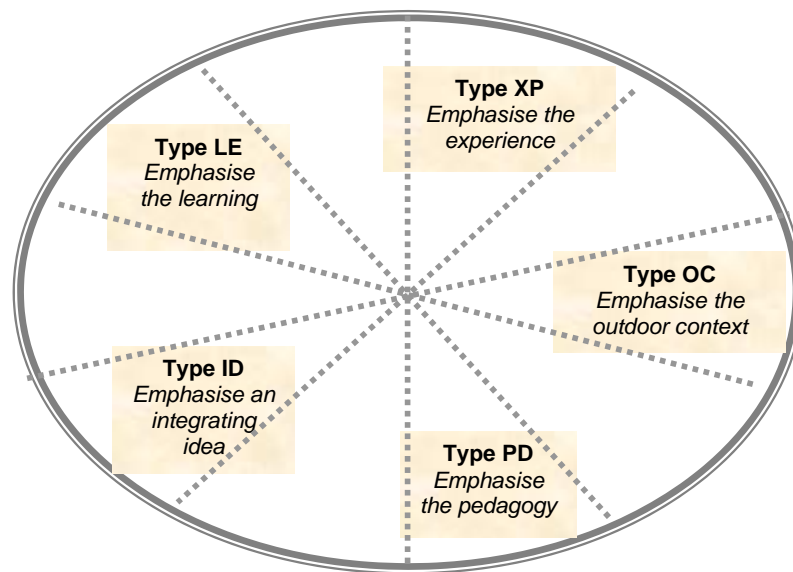 Type XP
Emphasise the
experience
Type LE
Emphasise
the learning
Type OC
Emphasise the
outdoor context
Type ID
Emphasise an
integrating
idea
Type PD
Emphasise
the pedagogy